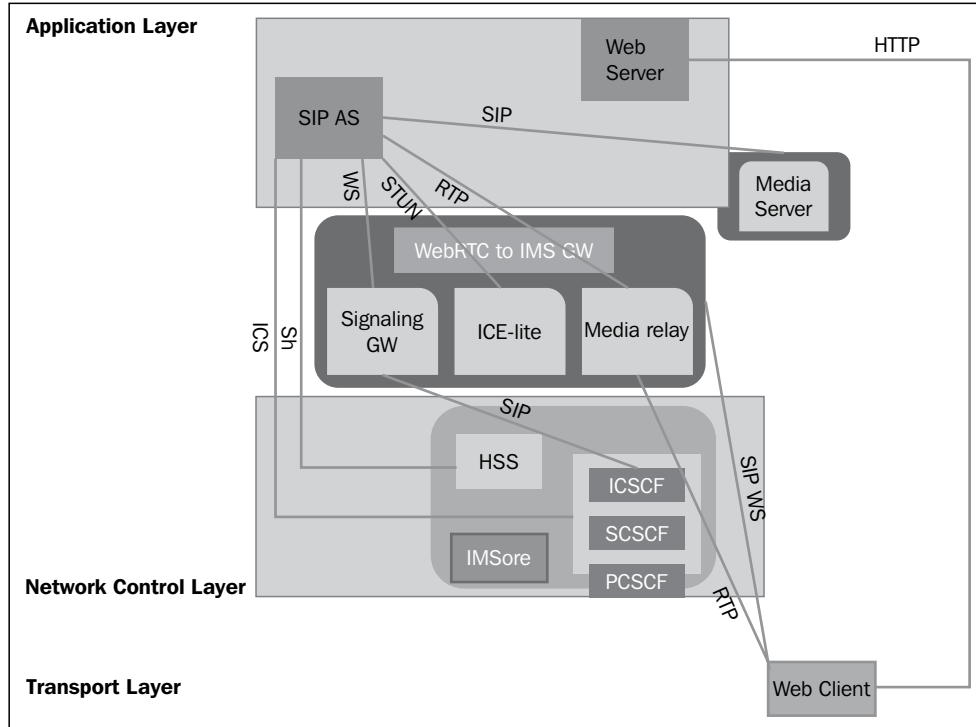 Application Layer
Web
Server
HTTP
SIP AS
SIP
WS
STUN
RTP
Media
Server
WebRTC to IMS GW
Signaling
GW
ICE-lite
Media relay
ICS
Sh
SIP
HSS
ICSCF
SIP WS
SCSCF
IMSore
PCSCF
Network Control Layer
RTP
Transport Layer
Web Client